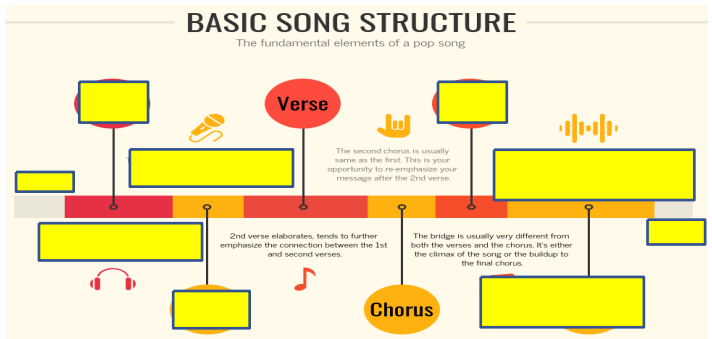 BASIC SONG STRUCTURE
The fundamental elements of a pop song
Verse
The second chorus is usually
same as the first. This is your
opportunity to re-emphasize your
message after the 2nd verse.
2nd verse elaborates, tends to further
emphasize the connection between the 1st
and second verses.
The bridge is usually very different from
both the verses and the chorus. It's either
the climax of the song or the buildup to
the final chorus.
Chorus